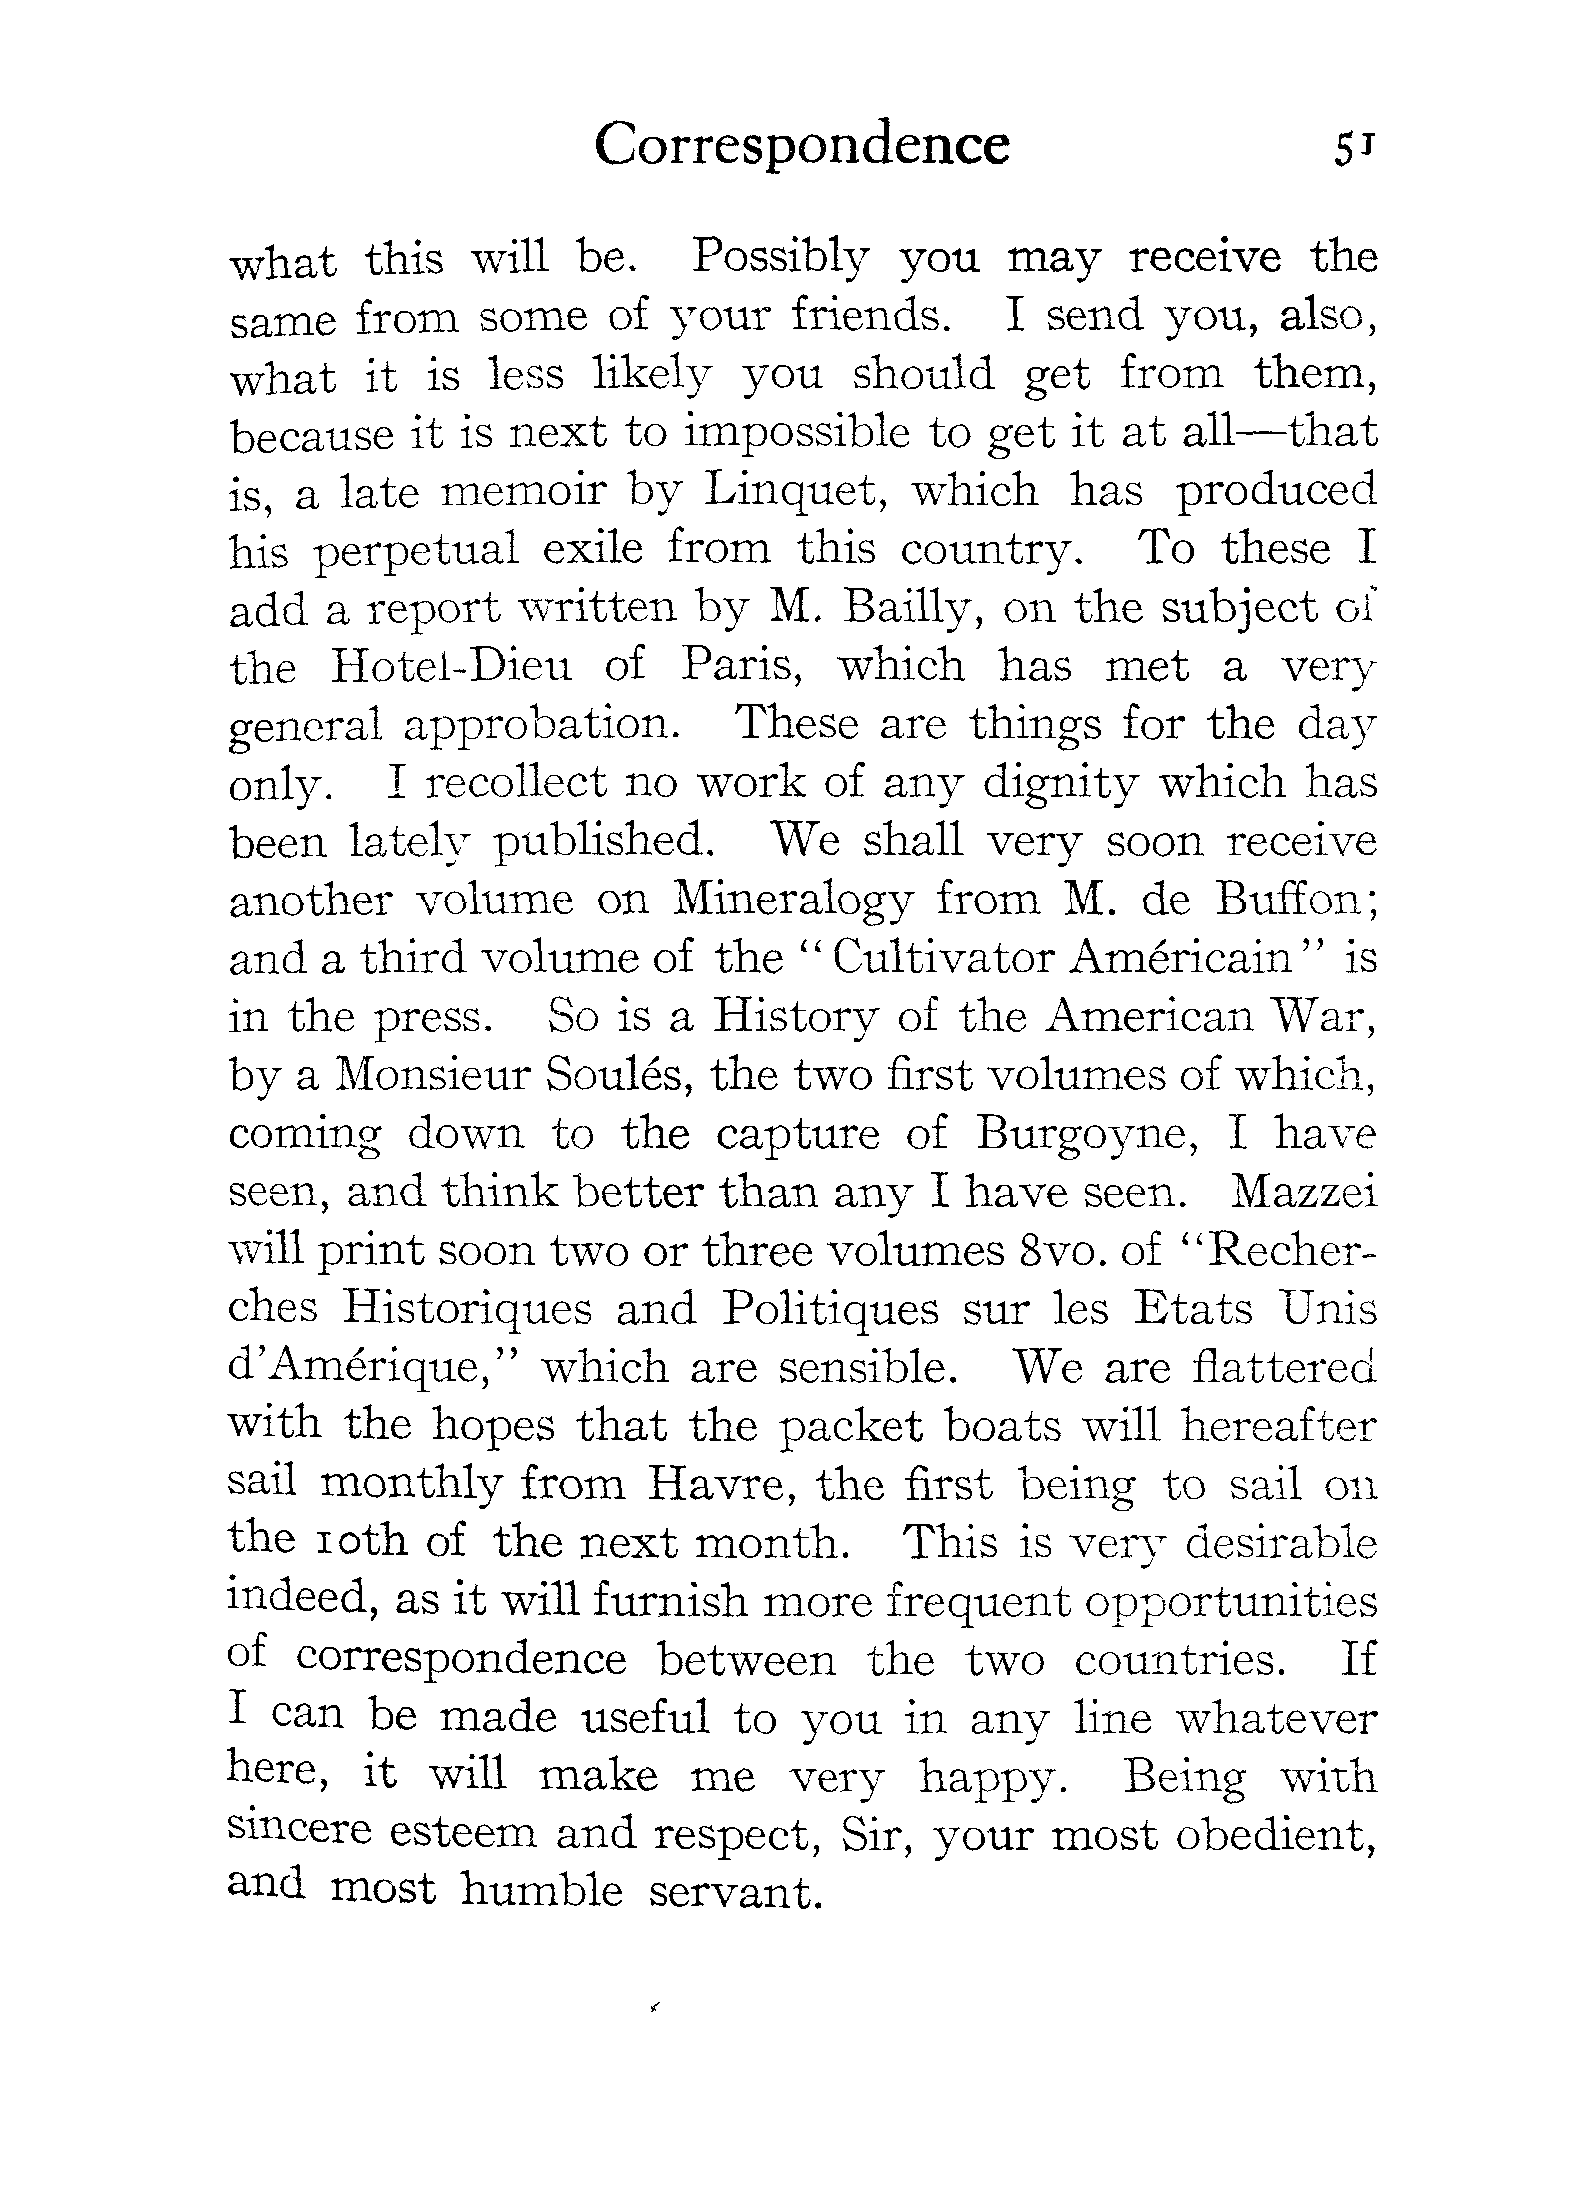 Correspondence 51
what this will be. Possibly you may receive the
same from some of your friends. I send you, also,
what it is less likely you should get from them,
because it is next to impossible to get it at all—that
is, a late memoir by Linquet, which has produced
his perpetual exile from this country. To these I
add a report written by M. Bailly, on the subject of
the Hotel-Dieu of Paris, which has met a very
general approbation. These are things for the day
only. I recollect no work of any dignity which has
been lately published. We shall very soon receive
another volume on Mineralogy from M. de Buffon;
and a third volume of the “Cultivator Américain” is
in the press. So is a History of the American War,
by a Monsieur Soulés, the two first volumes of which,
coming down to the capture of Burgoyne, I have
seen, and think better than any I have seen. Mazzei
will print soon two or three volumes 8vo. of “Recher-
ches Historiques and Politiques sur les Etats Unis
d’Amérique,” which are sensible. We are flattered
with the hopes that the packet boats will hereafter
sail monthly from Havre, the first being to sail on
the 10th of the next month. This is very desirable
indeed, as it will furnish more frequent opportunities
of correspondence between the two countries. If
I can be made useful to you in any line whatever
here, it will make me very happy. Being with
sincere esteem and respect, Sir, your most obedient,
and most humble servant.